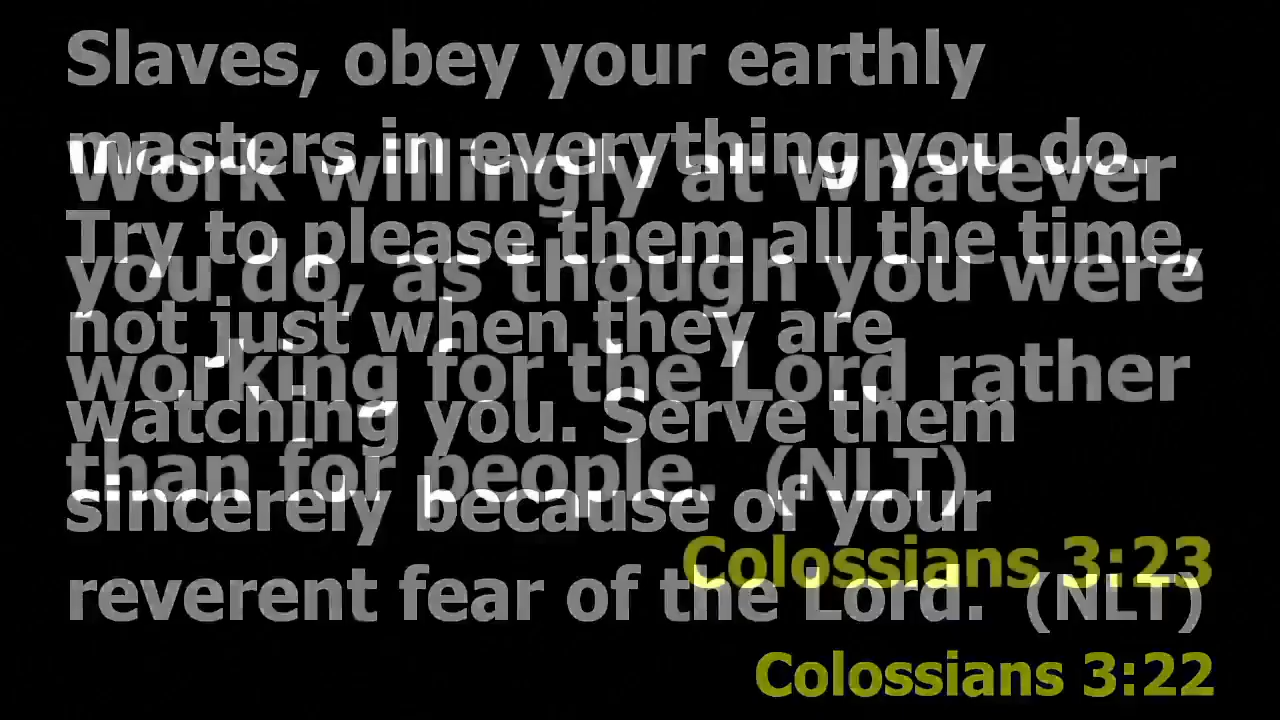 Slaves, obey your earthly
masters in everything you do.
Try to please them all the time,
not just when they are
watching you. Serve them
sincerely because of your
reverent fear of the Lord. (NLT)
Colossians 3:22
Work willingly at whatever
you do, as though you were
working for the Lord rather
than for people. (NLT)
Colossians 3:23